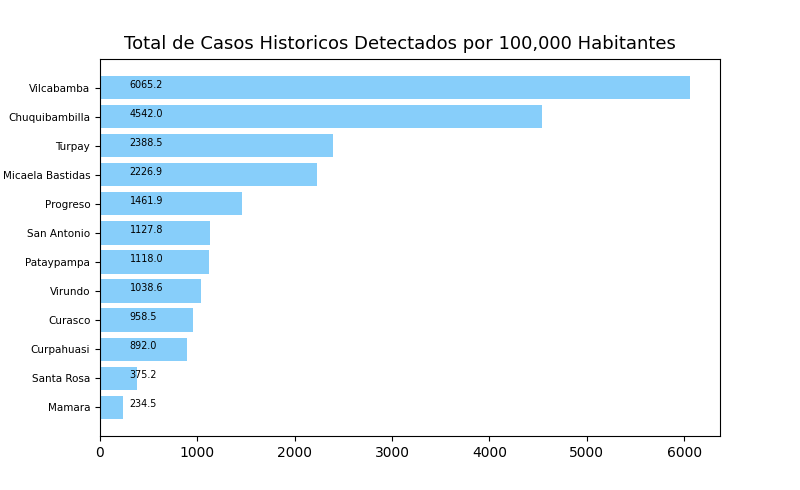 Total de Casos Historicos Detectados por 100,000 Habitantes
Vilcabamba 6065.2
Chuquibambilla 4542.0
Turpay 2388.5
Micaela Bastidas 2226.9
Progreso 1461.9
San Antonio 1127.8
Pataypampa 1118.0
Virundo 1038.6
Curasco 958.5
Curpahuasi 892.0
Santa Rosa 375.2
Mamara 234.5
0 1000 2000 3000 4000 5000 6000